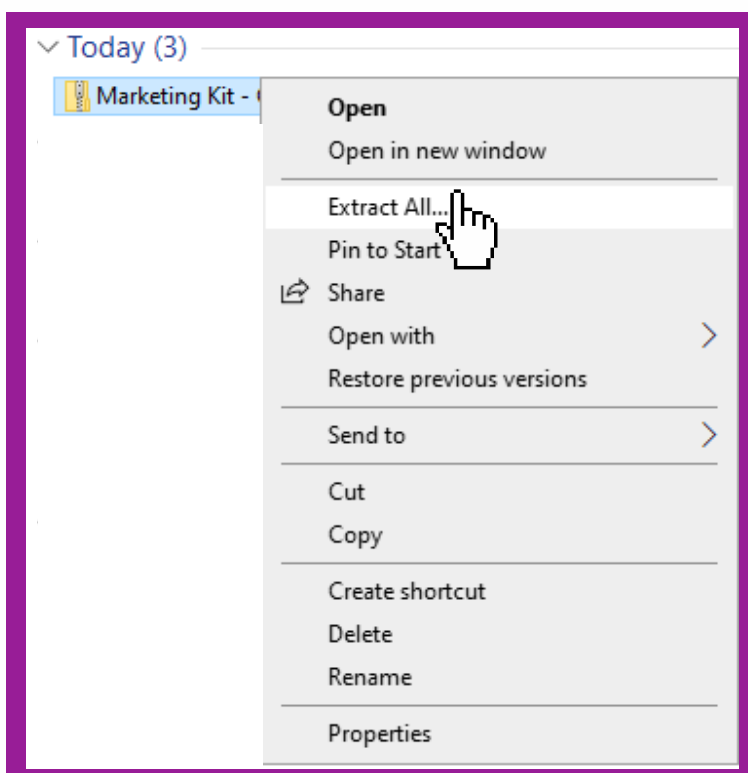 Today (3)
Marketing Kit -
Open
Open in new window
Extract All...
Pin to Start
Share
Open with
Restore previous versions
Send to
Cut
Copy
Create shortcut
Delete
Rename
Properties